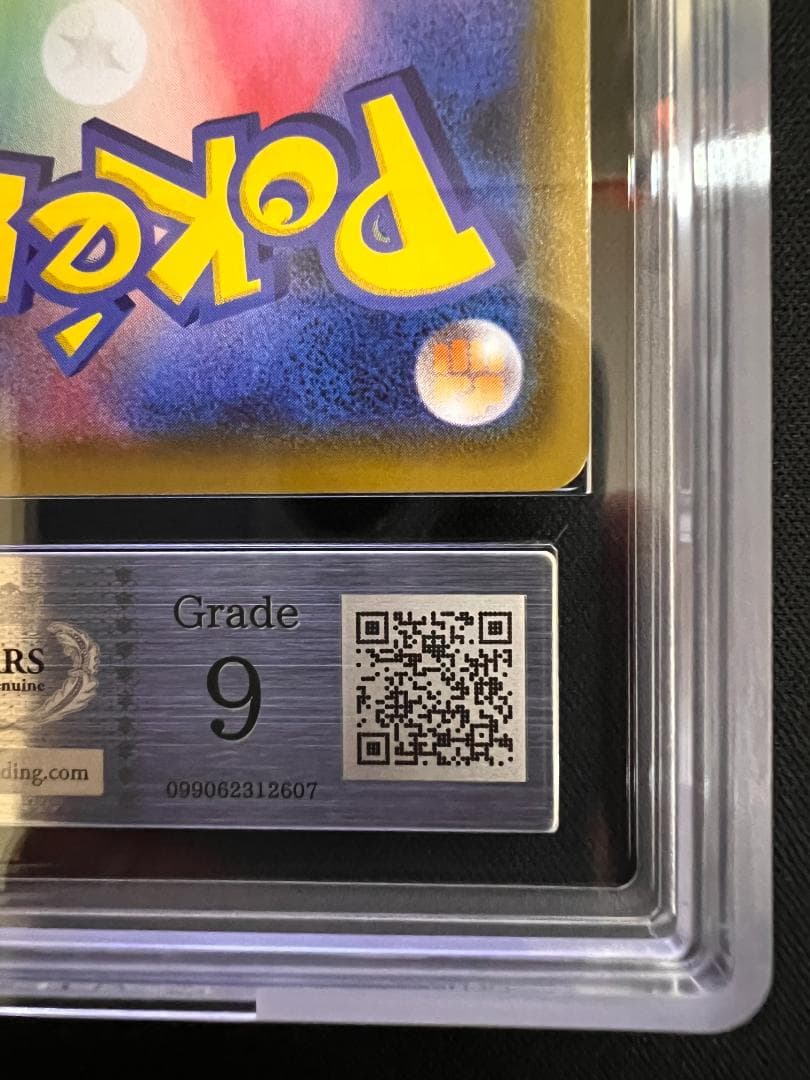 Poké
Grade
9
RS
nuine
ding.com
099062312607